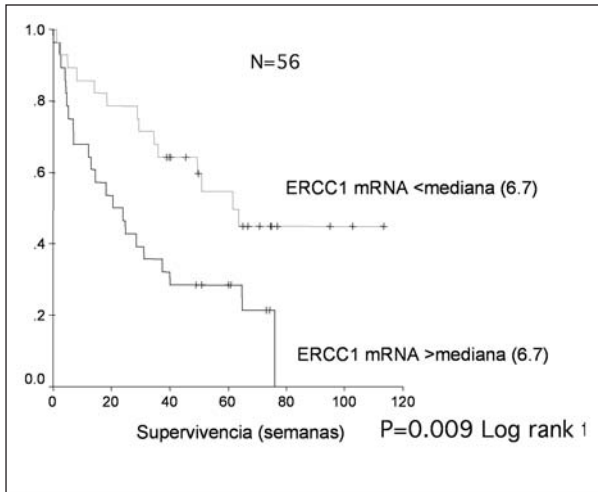 1.0
N=56
.8
.6
ERCC1 mRNA <mediana (6.7)
.4
.2
ERCC1 mRNA >mediana (6.7)
0.0
0 20 40 60 80 100 120
Supervivencia (semanas)
P=0.009 Log rank